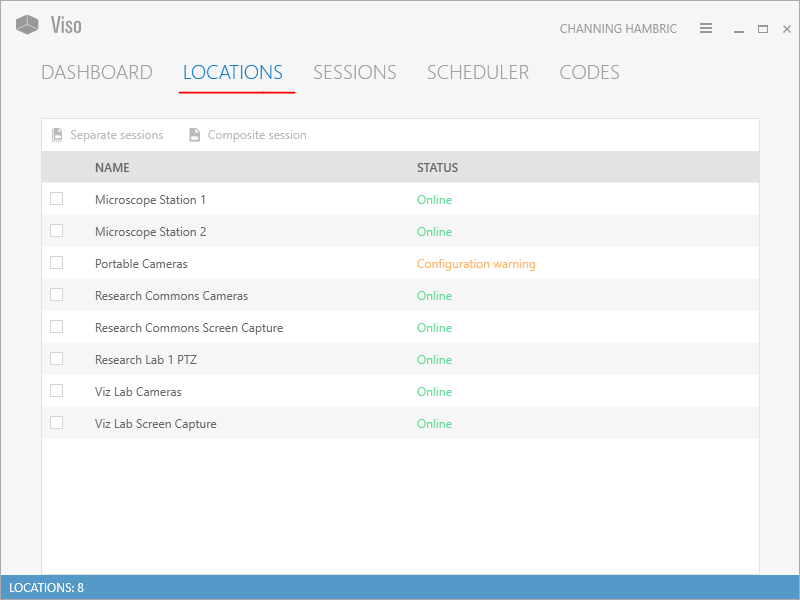 Viso
CHANNING HAMBRIC
DASHBOARD LOCATIONS SESSIONS SCHEDULER CODES
Separate sessions Composite session
NAME STATUS
Microscope Station 1 Online
Microscope Station 2 Online
Portable Cameras Configuration warning
Research Commons Cameras Online
Research Commons Screen Capture Online
Research Lab 1 PTZ Online
Viz Lab Cameras Online
Viz Lab Screen Capture Online
LOCATIONS: 8